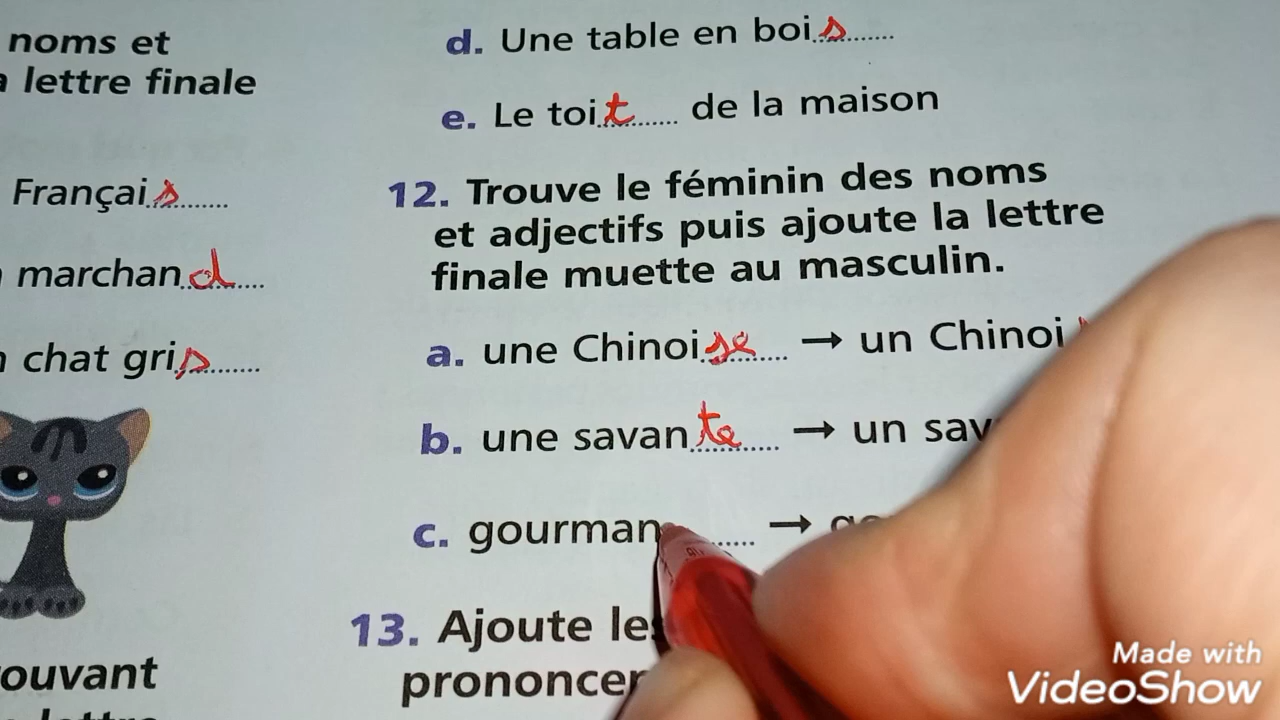 noms et
lettre finale
Français
marchand
chat gris
ouvant
d. Une table en bois
e. Le toit de la maison
12. Trouve le féminin des noms
et adjectifs puis ajoute la lettre
finale muette au masculin.
a. une Chinoise → un Chinoi
b. une savante → un sav
c. gourman →
13. Ajoute le
prononcer
Made with
VideoShow